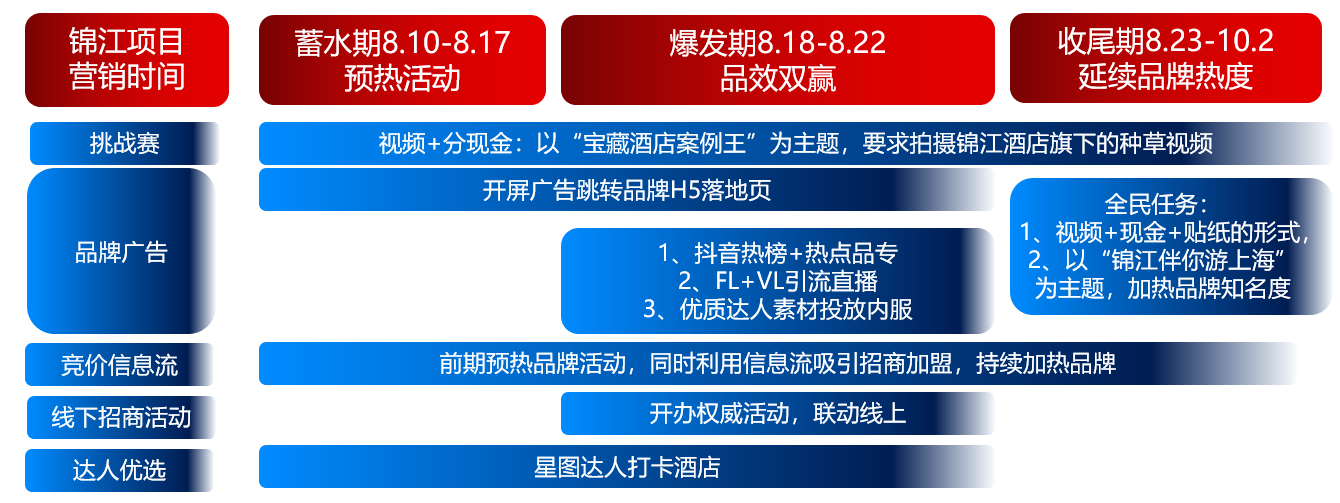 锦江项目
营销时间
蓄水期8.10-8.17
预热活动
爆发期8.18-8.22
品效双赢
收尾期8.23-10.2
延续品牌热度
挑战赛
视频+分现金：以“宝藏酒店案例王”为主题，要求拍摄锦江酒店旗下的种草视频
品牌广告
开屏广告跳转品牌H5落地页
1、抖音热榜+热点品专
2、FL+VL引流直播
3、优质达人素材投放内服
全民任务：
1、视频+现金+贴纸的形式，
2、以“锦江伴你游上海”
为主题，加热品牌知名度
竞价信息流
前期预热品牌活动，同时利用信息流吸引招商加盟，持续加热品牌
线下招商活动
开办权威活动，联动线上
达人优选
星图达人打卡酒店